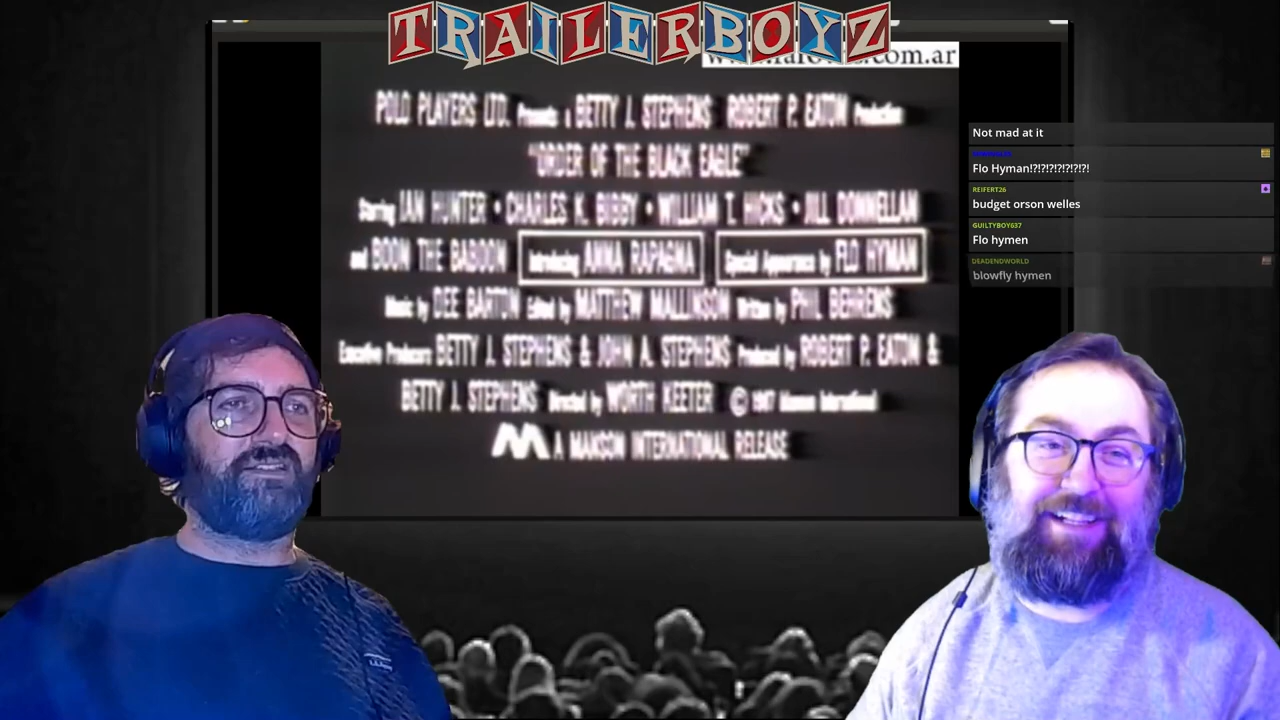 TRAILERBOYZ
.com.ar
POLO PLAYERS LTD. Presents a BETTY J. STEPHENS ROBERT P. EATON Production
"ORDER OF THE BLACK EAGLE"
Starring IAN HUNTER • CHARLES K. BIBBY • WILLIAM T. HICKS • JILL DONNELLAN
and BOON THE BABOON Introducing ANNA RAPAGNA Special Appearance by FLO HYMAN
Music by DEE BARTON Edited by MATTHEW MALLINSON Written by PHIL BEHRENS
Executive Producers BETTY J. STEPHENS & JOHN A. STEPHENS Produced by ROBERT P. EATON &
BETTY J. STEPHENS Directed by WORTH KEETER © 1987 International
A MANSON INTERNATIONAL RELEASE
Not mad at it
Flo Hyman!?!?!?!?!?!?!?!
REIFERT26
budget orson welles
GUILTYBOY637
Flo hymen
DEADENDWORLD
blowfly hymen